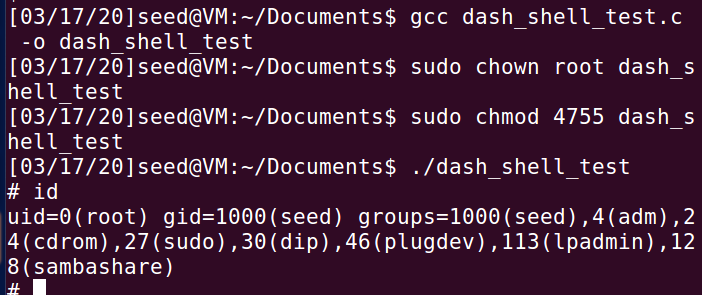 [03/17/20]seed@VM:~/Documents$ gcc dash_shell_test.c
 -o dash_shell_test
[03/17/20]seed@VM:~/Documents$ sudo chown root dash_s
hell_test
[03/17/20]seed@VM:~/Documents$ sudo chmod 4755 dash_s
hell_test
[03/17/20]seed@VM:~/Documents$ ./dash_shell_test
# id
uid=0(root) gid=1000(seed) groups=1000(seed),4(adm),2
4(cdrom),27(sudo),30(dip),46(plugdev),113(lpadmin),12
8(sambashare)
#